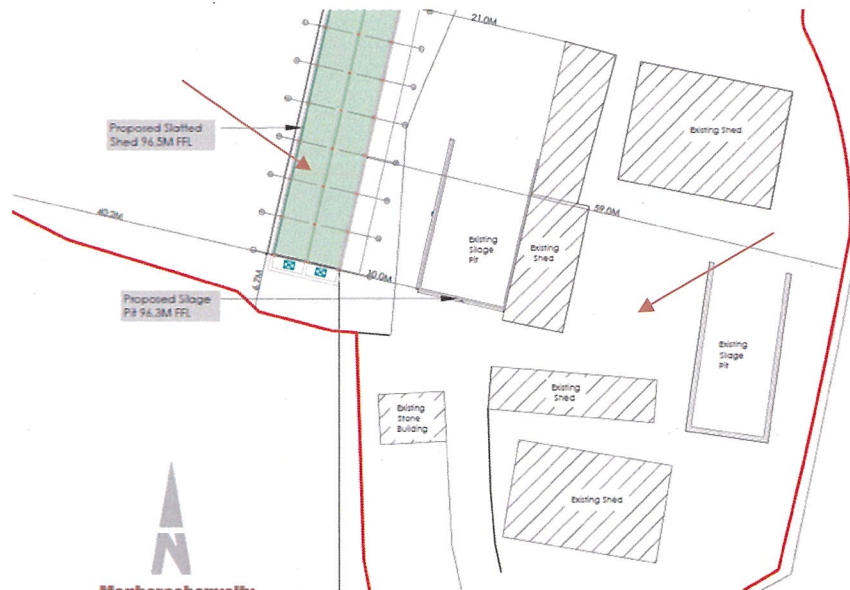 21.0M
Proposed Slatted
Shed 96.5M FFL
Existing Shed
40.2M
59.0M
Existing
Silage
Pit
Existing
Shed
6.7M
10.0M
Proposed Silage
Pit 96.3M FFL
Existing
Silage
Pit
Existing
Shed
Existing
Stone
Building
Existing Shed
N